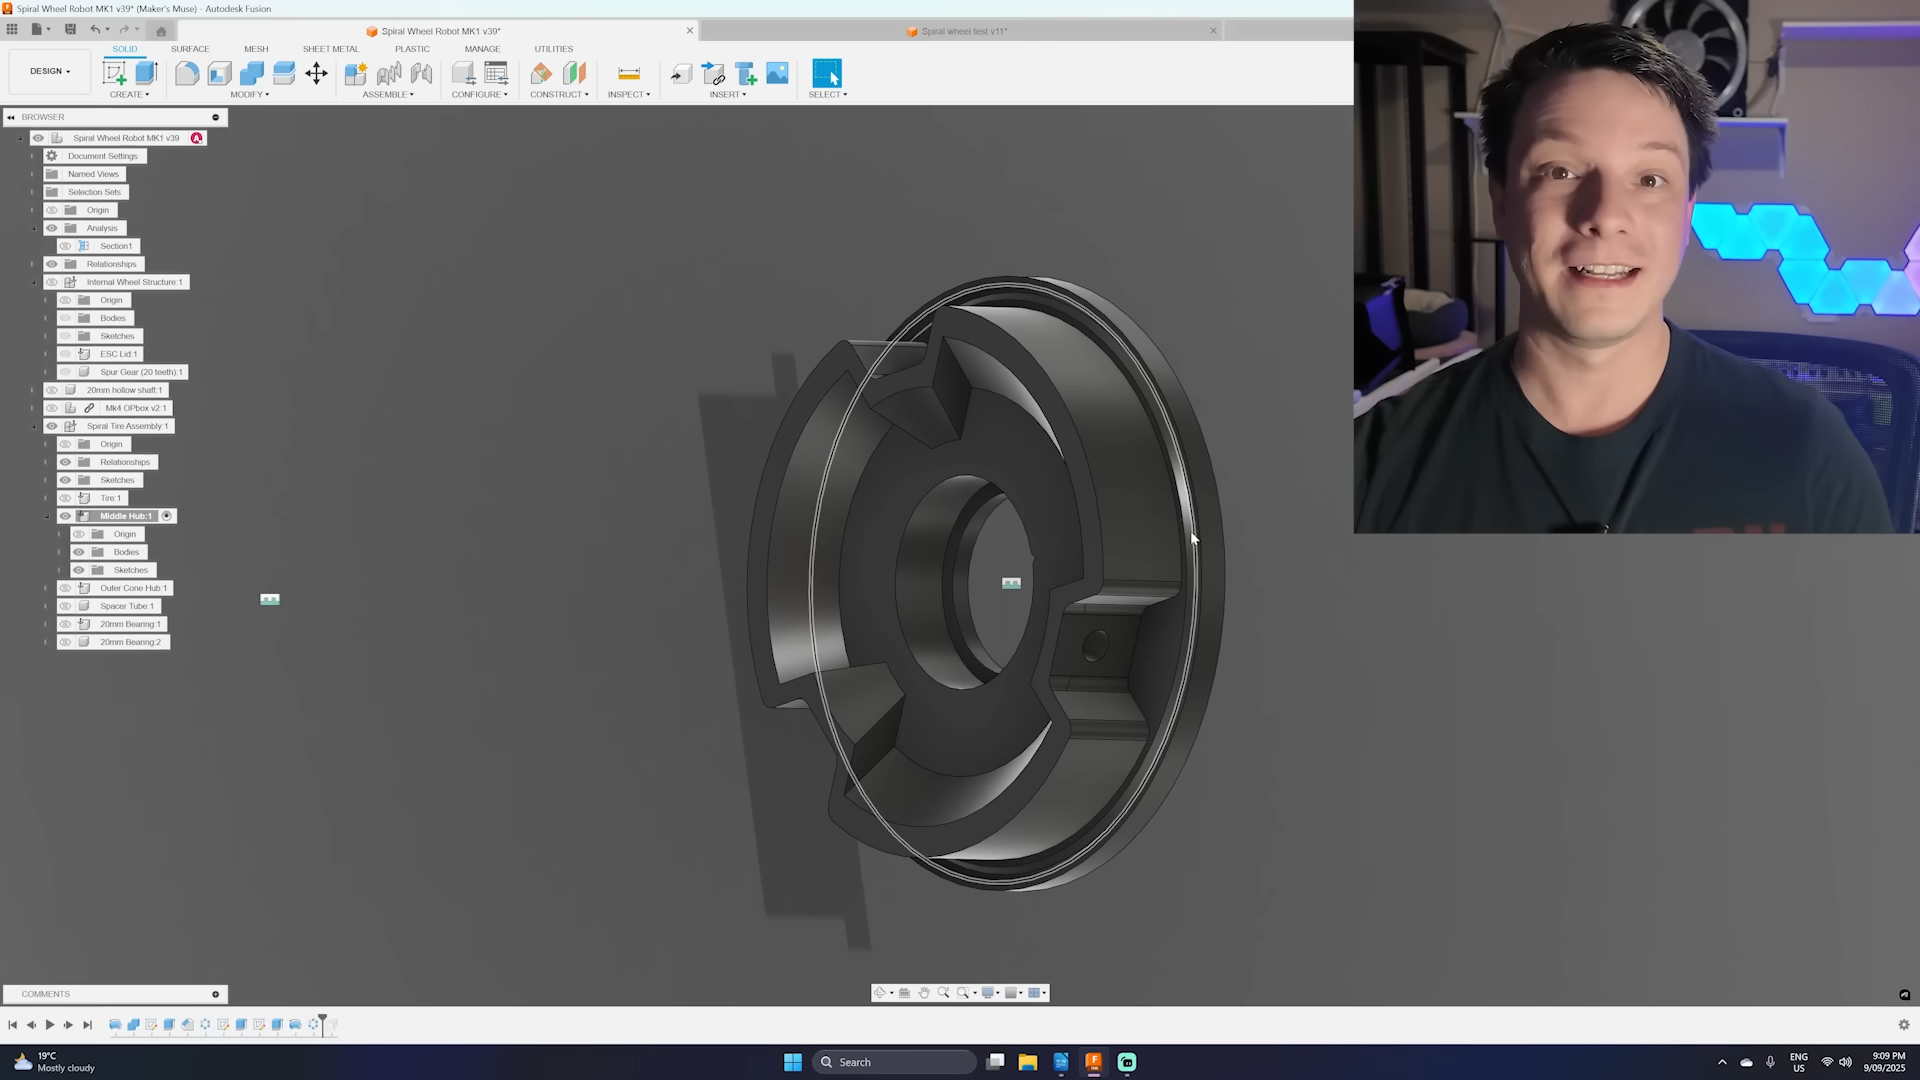 Spiral Wheel Robot MK1 v39* (Maker's Muse) - Autodesk Fusion
Spiral Wheel Robot MK1 v39*
Spiral wheel test v11*
SOLID
SURFACE
MESH
SHEET METAL
PLASTIC
MANAGE
UTILITIES
DESIGN
CREATE
MODIFY
ASSEMBLE
CONFIGURE
CONSTRUCT
INSPECT
INSERT
SELECT
BROWSER
Spiral Wheel Robot MK1 v39
Document Settings
Named Views
Selection Sets
Origin
Analysis
Section1
Relationships
Internal Wheel Structure:1
Origin
Bodies
Sketches
ESC Lid:1
Spur Gear (20 teeth):1
20mm hollow shaft:1
Mk4 OPbox v2:1
Spiral Tire Assembly:1
Origin
Relationships
Sketches
Tire:1
Middle Hub:1
Origin
Bodies
Sketches
Outer Cone Hub:1
Spacer Tube:1
20mm Bearing:1
20mm Bearing:2
COMMENTS
19°C
Mostly cloudy
Search
ENG
US
9:09 PM
9/09/2025